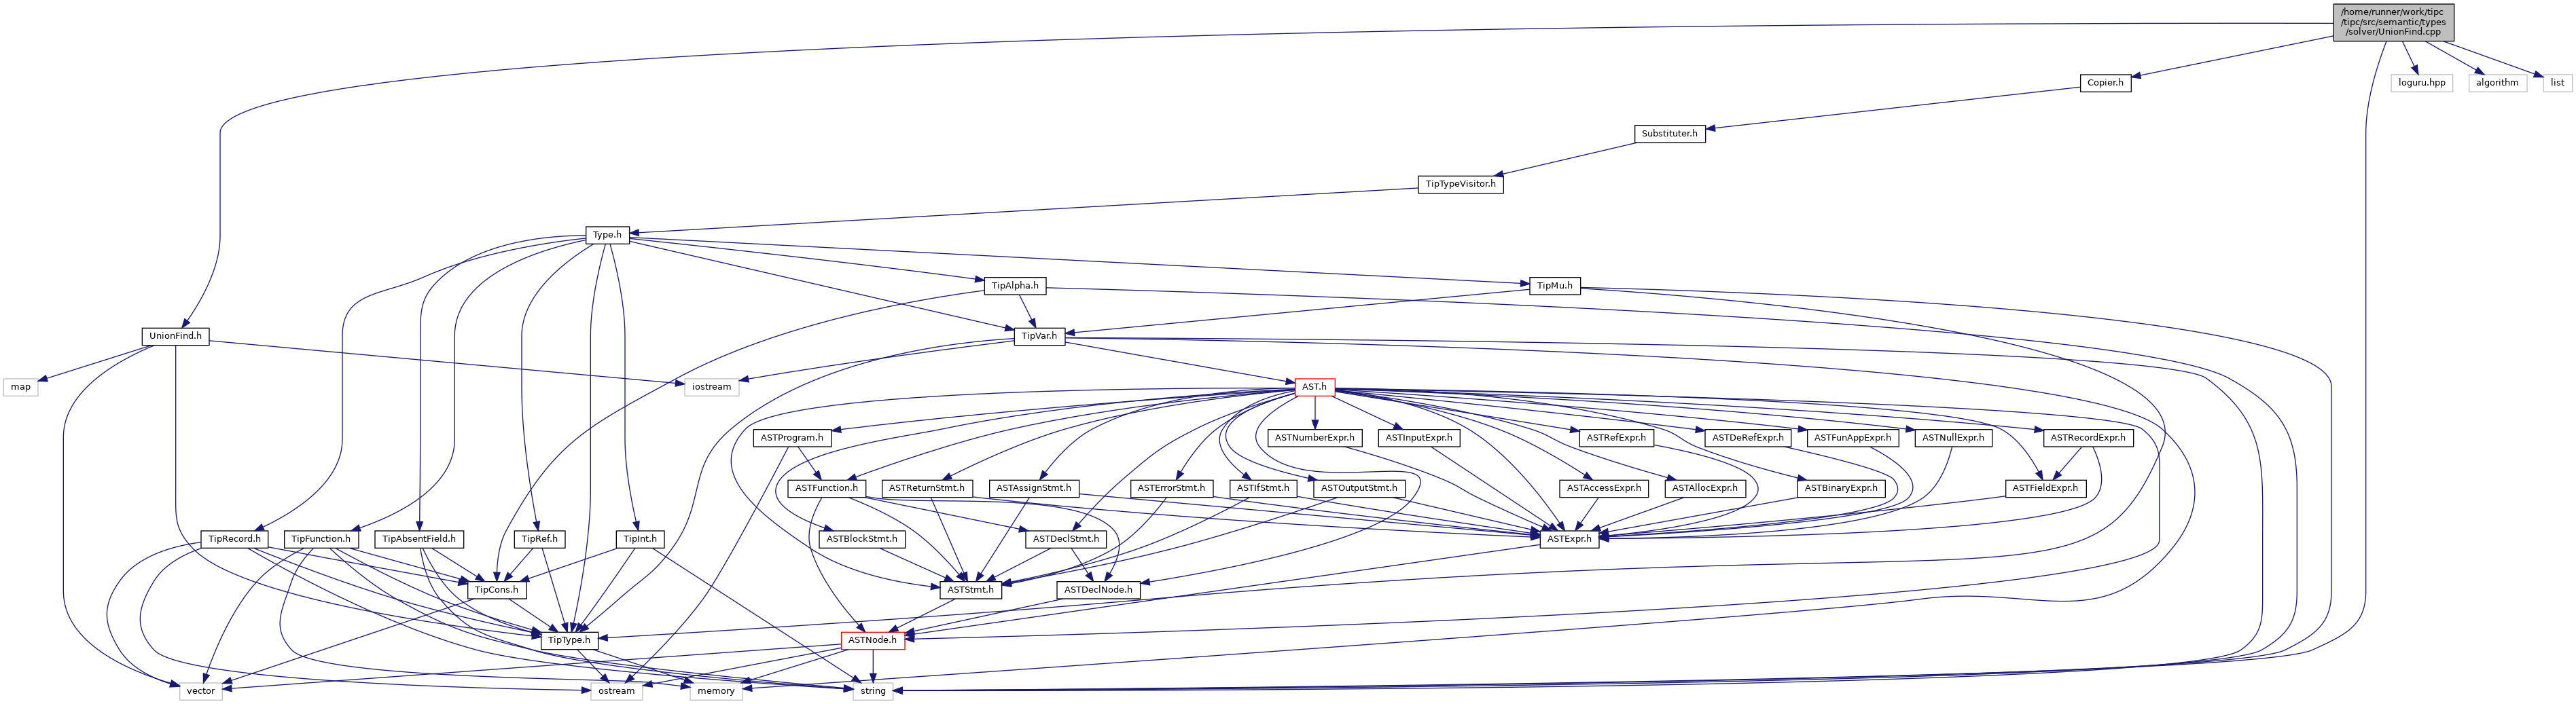 /home/runner/work/tipc
/tipc/src/semantic/types
/solver/UnionFind.cpp
Copier.h
loguru.hpp
algorithm
list
Substituter.h
TipTypeVisitor.h
Type.h
TipAlpha.h
TipMu.h
UnionFind.h
TipVar.h
map
iostream
AST.h
ASTProgram.h
ASTNumberExpr.h
ASTInputExpr.h
ASTRefExpr.h
ASTDeRefExpr.h
ASTFunAppExpr.h
ASTNullExpr.h
ASTRecordExpr.h
ASTFunction.h
ASTReturnStmt.h
ASTAssignStmt.h
ASTErrorStmt.h
ASTIfStmt.h
ASTOutputStmt.h
ASTAccessExpr.h
ASTAllocExpr.h
ASTBinaryExpr.h
ASTFieldExpr.h
TipRecord.h
TipFunction.h
TipAbsentField.h
TipRef.h
TipInt.h
ASTBlockStmt.h
ASTDeclStmt.h
ASTExpr.h
TipCons.h
ASTStmt.h
ASTDeclNode.h
TipType.h
ASTNode.h
vector
ostream
memory
string